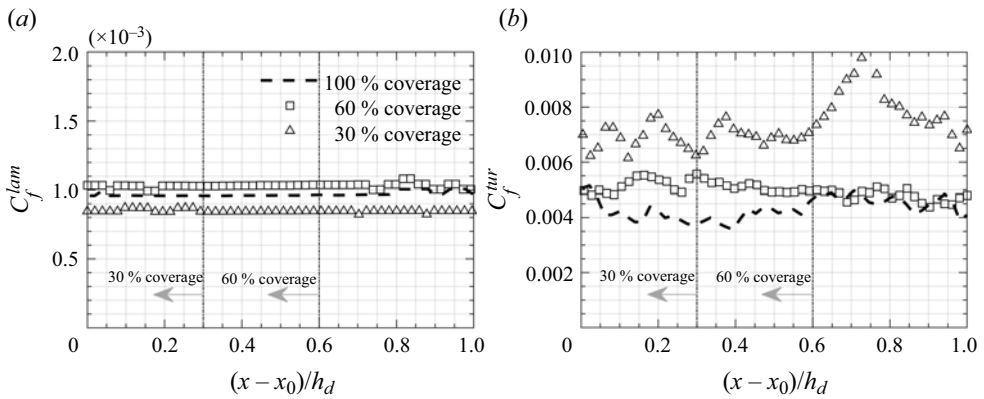 (a)
(×10⁻³)
2.0
1.5
1.0
0.5
0
C_f^lam
100 % coverage
60 % coverage
30 % coverage
30 % coverage
60 % coverage
0.2 0.4 0.6 0.8 1.0
(x – x₀)/h_d
(b)
0.010
0.008
0.006
0.004
0.002
0
C_f^tur
30 % coverage
60 % coverage
0.2 0.4 0.6 0.8 1.0
(x – x₀)/h_d